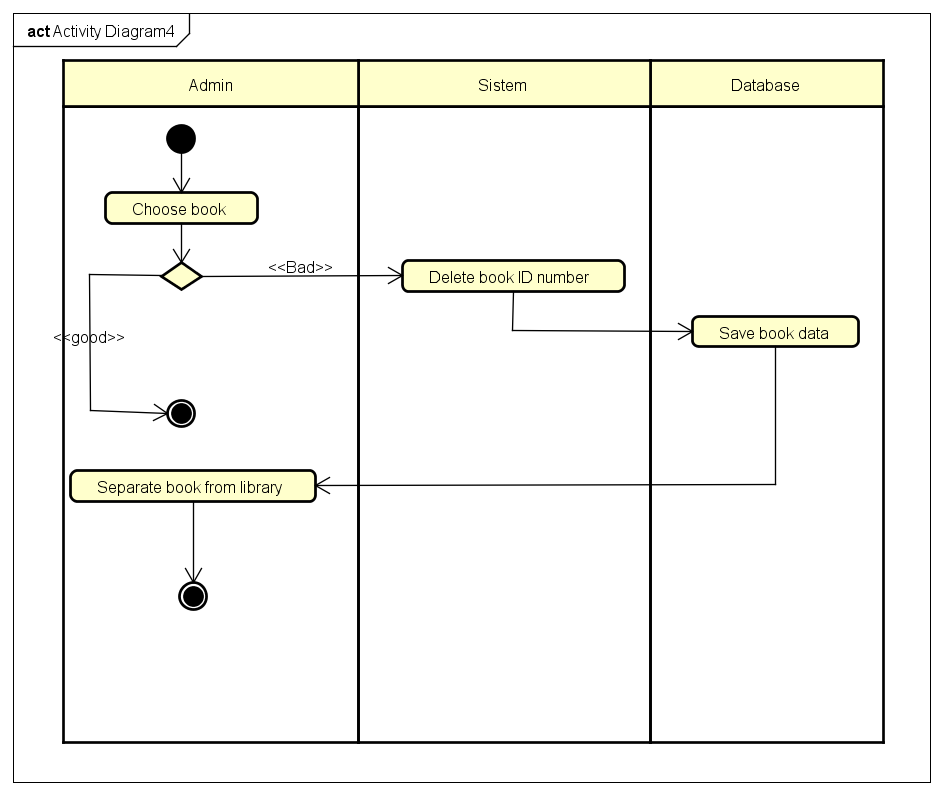 act Activity Diagram4
Admin
Sistem
Database
Choose book
<<Bad>>
Delete book ID number
Save book data
<<good>>
Separate book from library